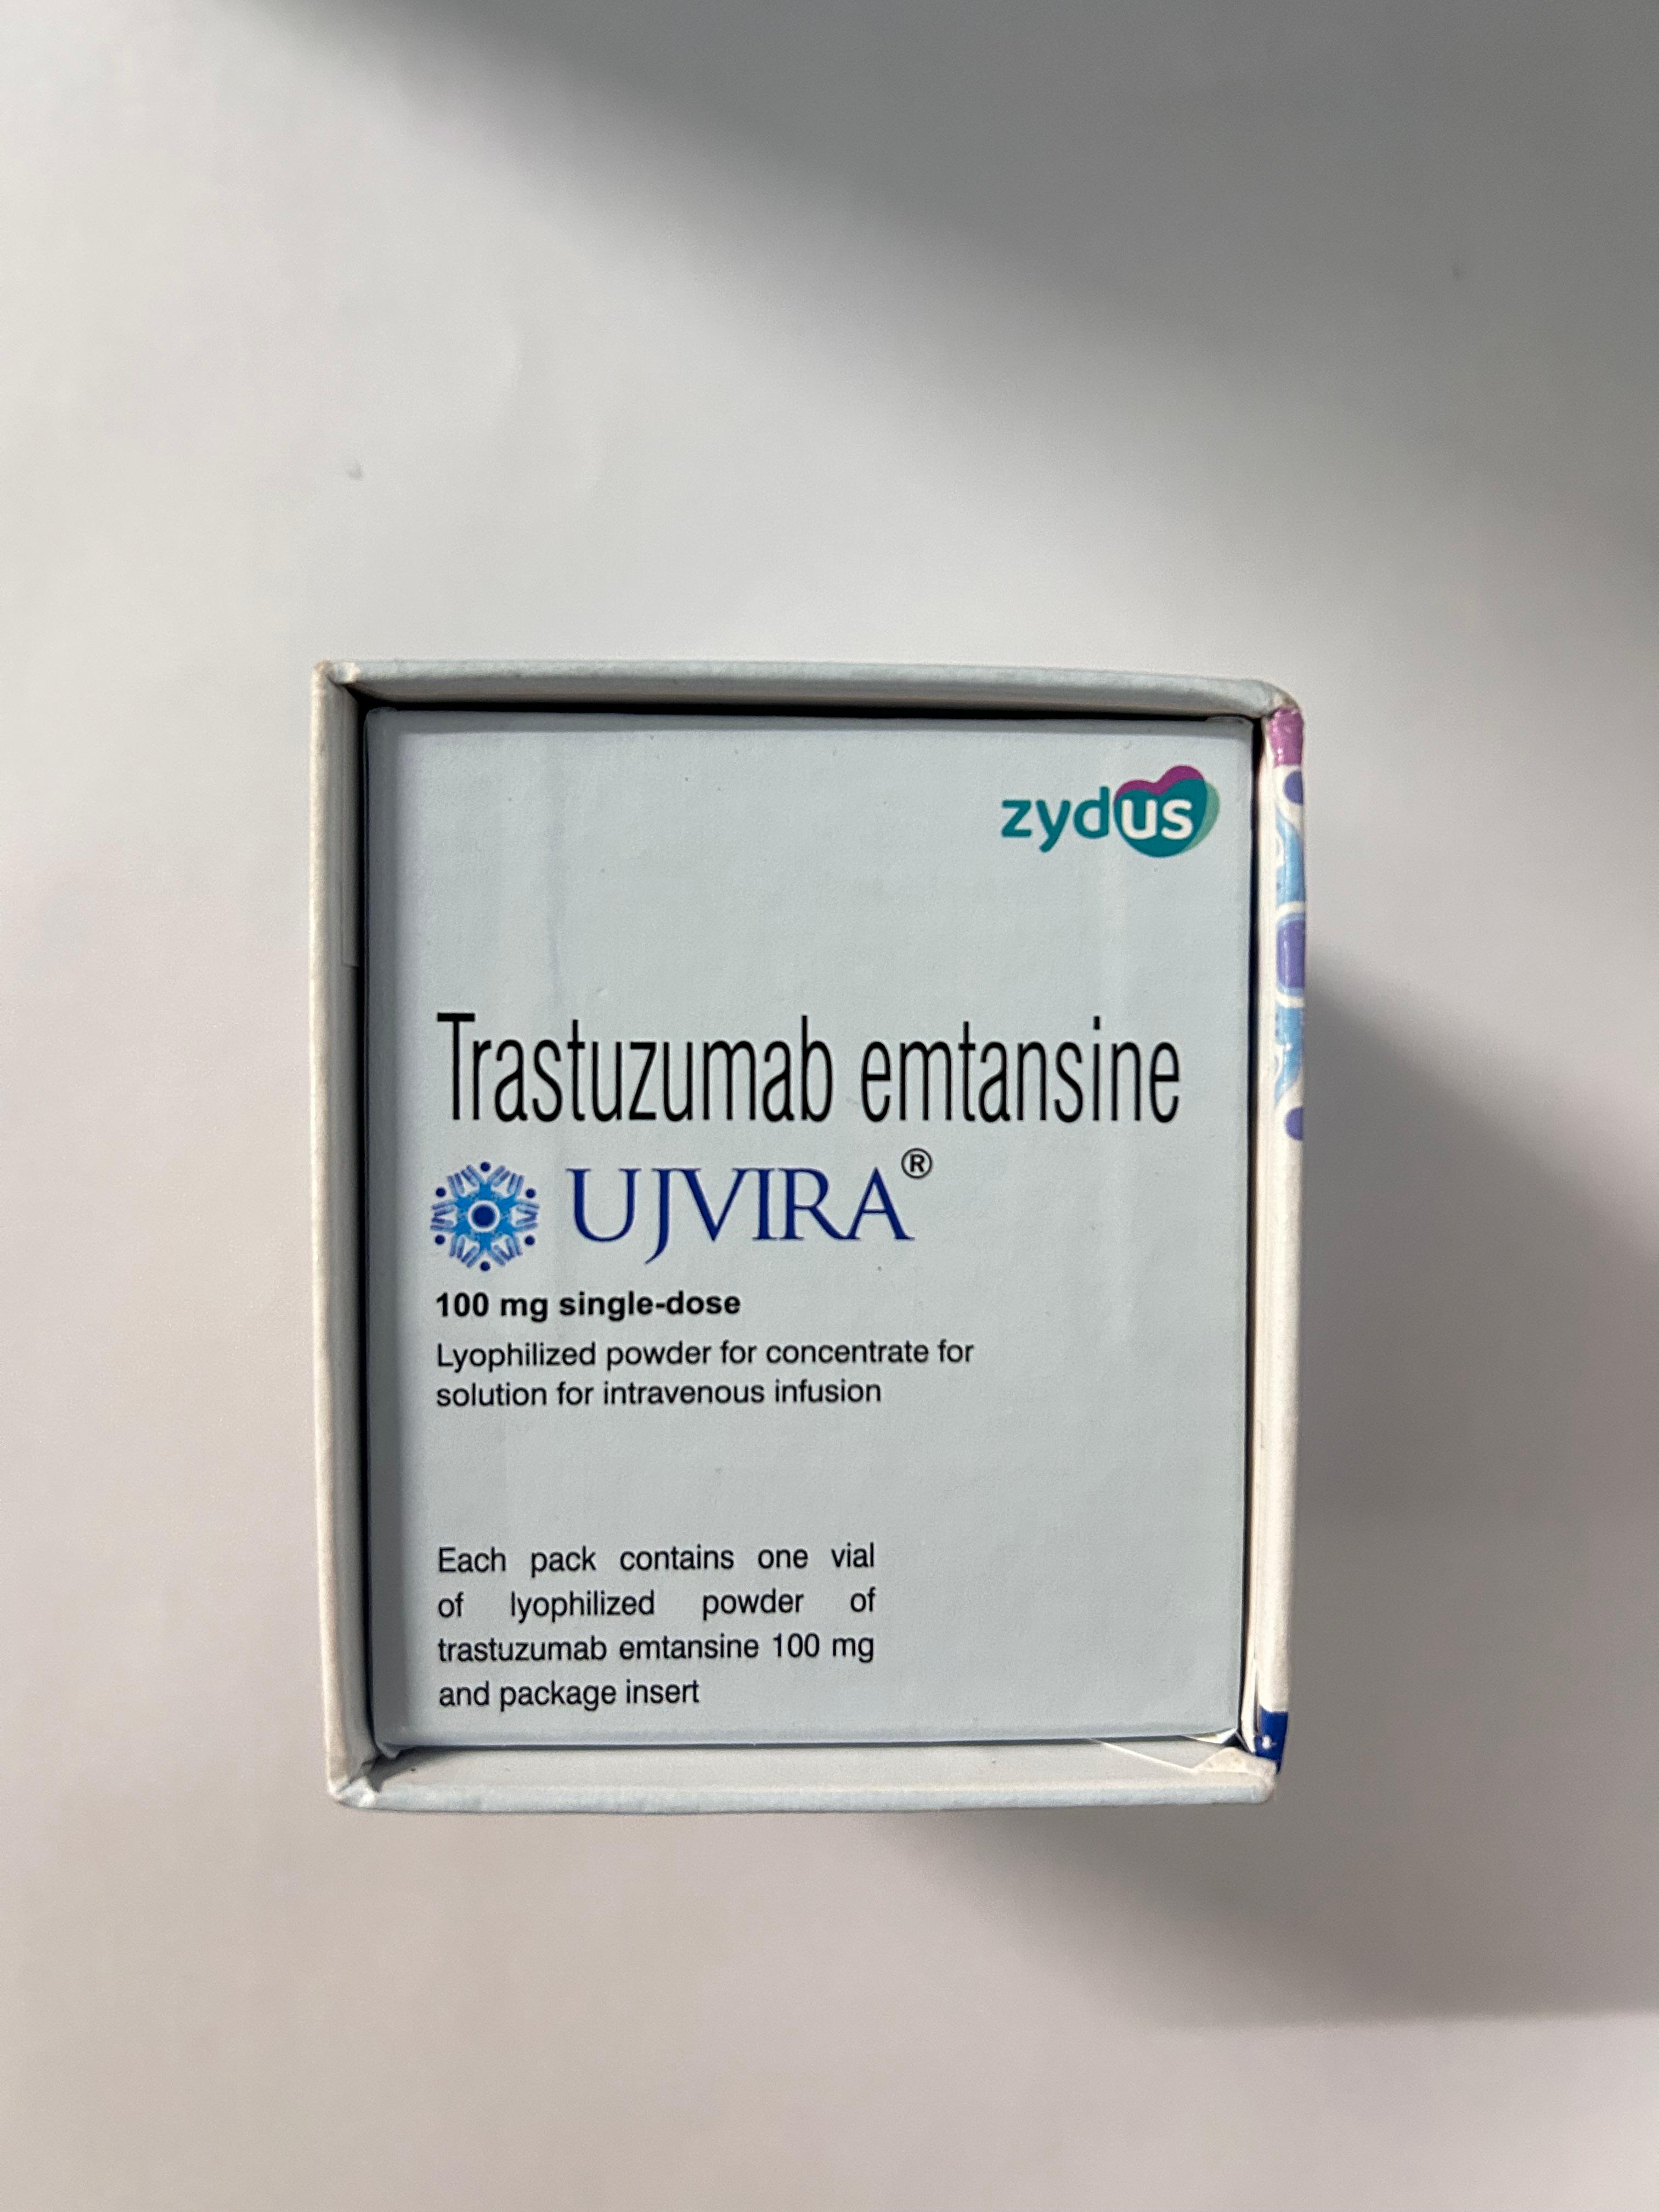 zydus
Trastuzumab emtansine
UJVIRA®
100 mg single-dose
Lyophilized powder for concentrate for
solution for intravenous infusion
Each pack contains one vial
of lyophilized powder of
trastuzumab emtansine 100 mg
and package insert